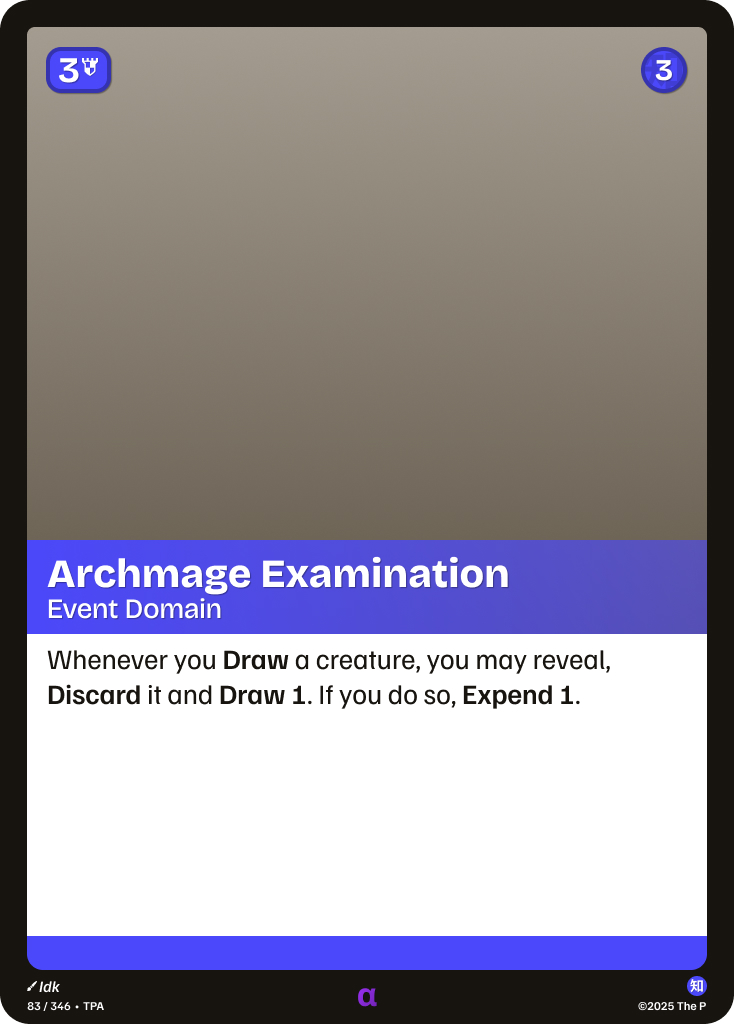 3
3
Archmage Examination
Event Domain
Whenever you Draw a creature, you may reveal,
Discard it and Draw 1. If you do so, Expend 1.
Idk
83 / 346 • TPA
α
知
©2025 The P